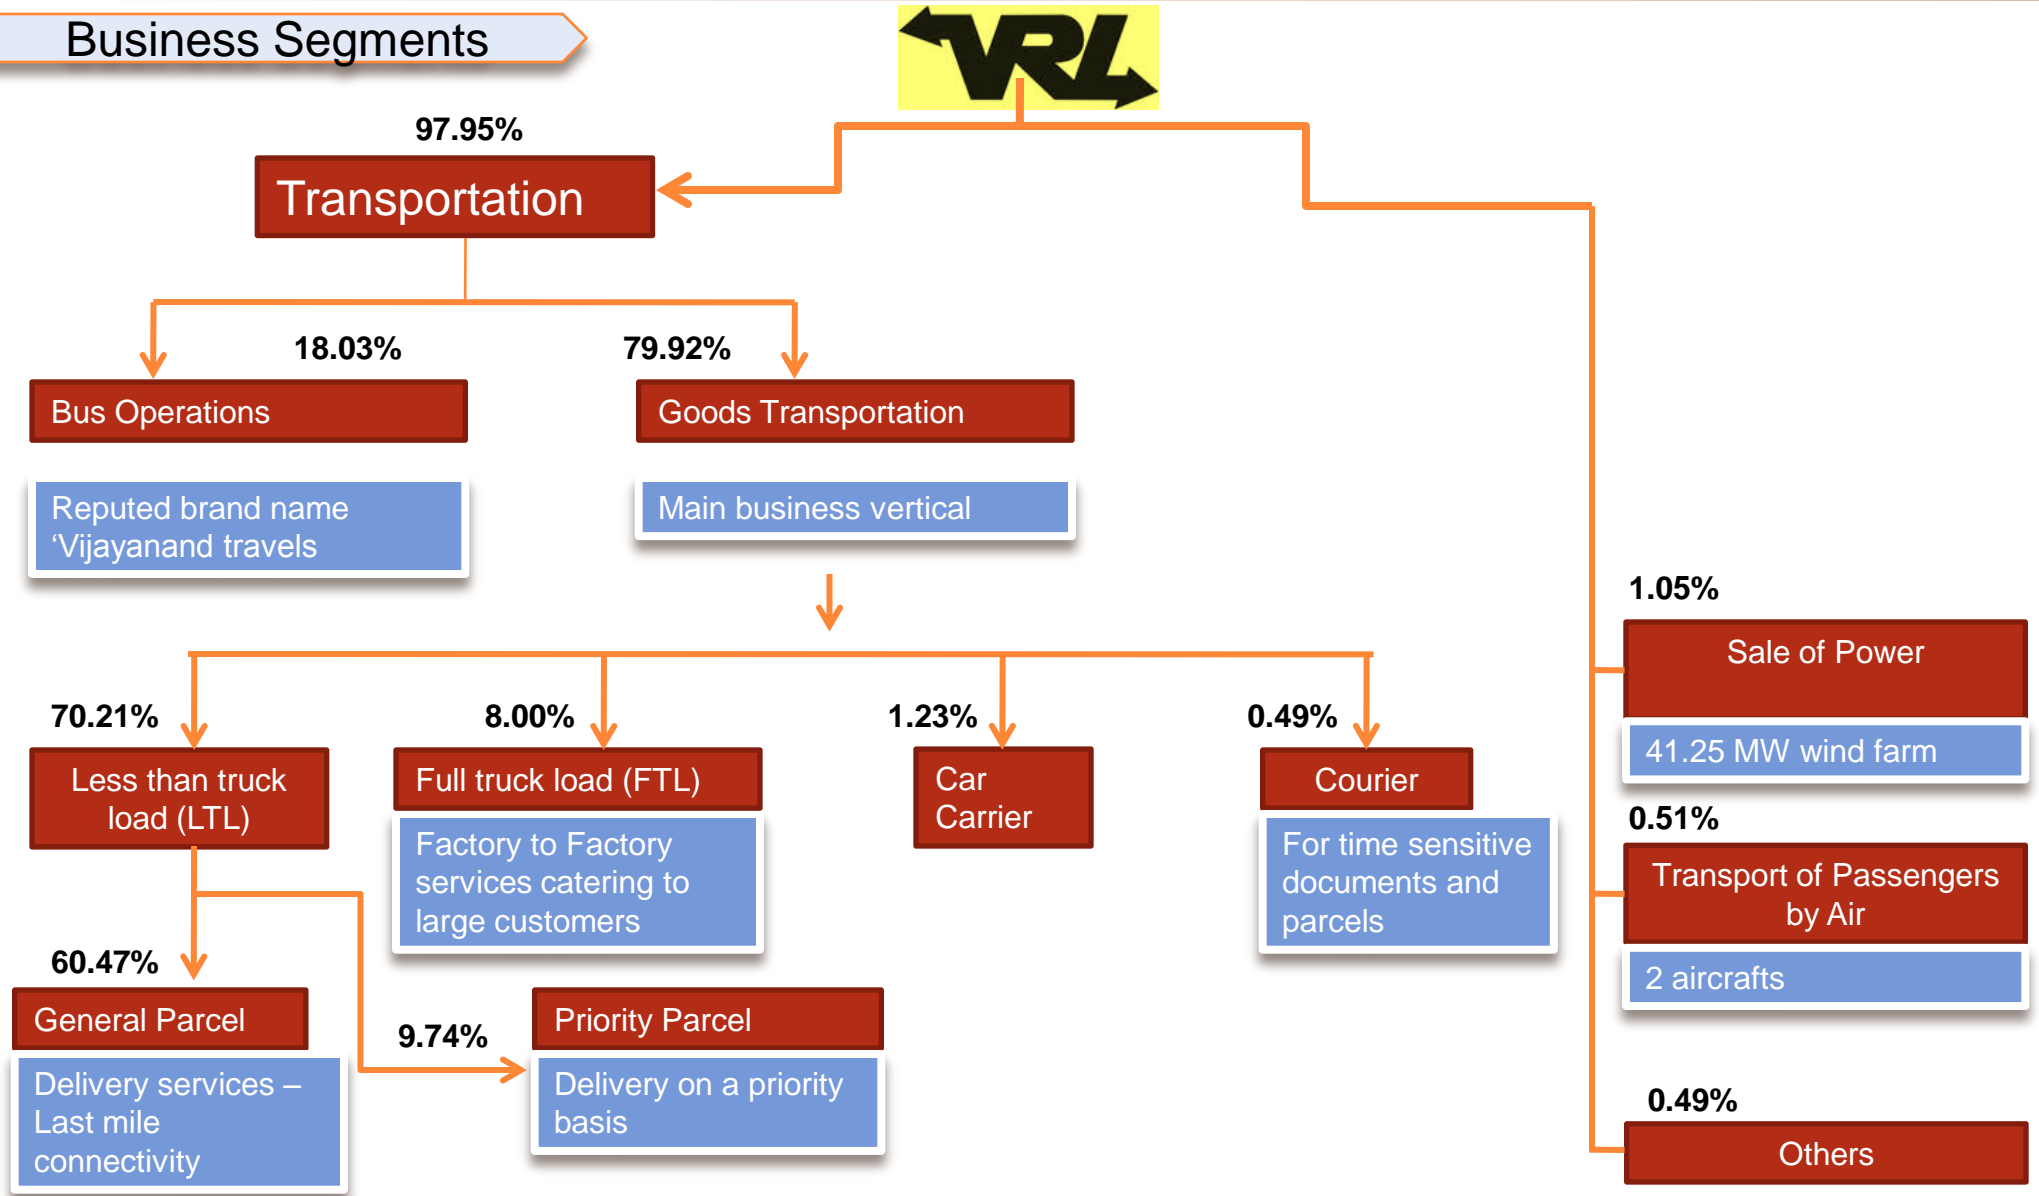 Business Segments
VRL
97.95%
Transportation
18.03%
79.92%
Bus Operations
Goods Transportation
Reputed brand name
‘Vijayanand travels
Main business vertical
70.21%
8.00%
1.23%
0.49%
Less than truck
load (LTL)
Full truck load (FTL)
Factory to Factory
services catering to
large customers
Car
Carrier
Courier
For time sensitive
documents and
parcels
60.47%
General Parcel
Delivery services –
Last mile
connectivity
9.74%
Priority Parcel
Delivery on a priority
basis
1.05%
Sale of Power
41.25 MW wind farm
0.51%
Transport of Passengers
by Air
2 aircrafts
0.49%
Others